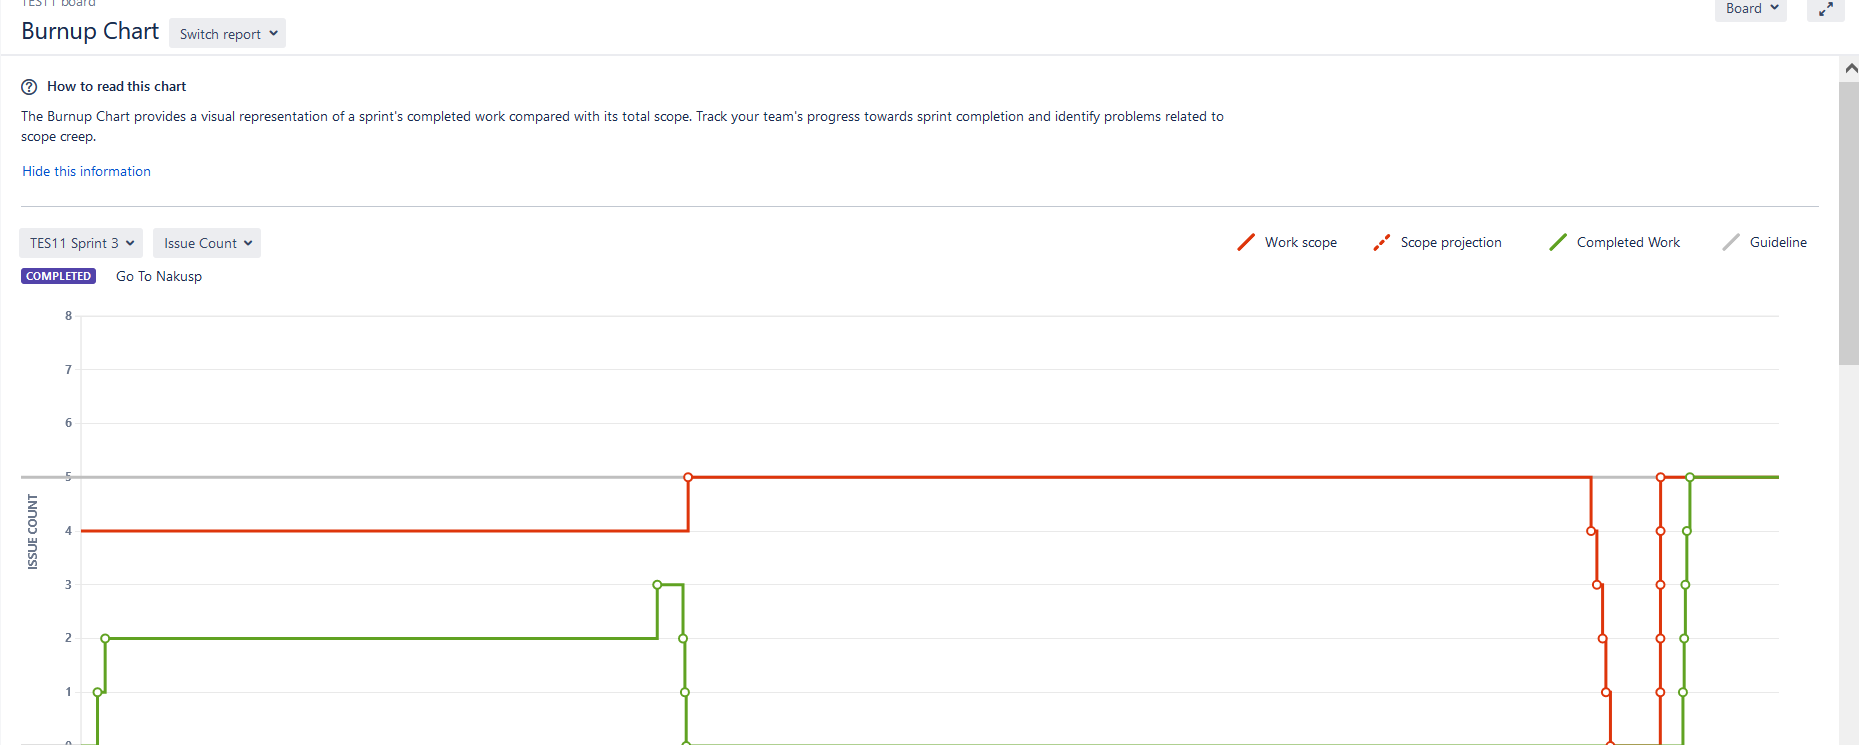 TES11 board
Board
Burnup Chart
Switch report
How to read this chart
The Burnup Chart provides a visual representation of a sprint's completed work compared with its total scope. Track your team's progress towards sprint completion and identify problems related to
scope creep.
Hide this information
TES11 Sprint 3
Issue Count
Work scope
Scope projection
Completed Work
Guideline
COMPLETED
Go To Nakusp
8
7
6
5
4
3
2
1
0
ISSUE COUNT